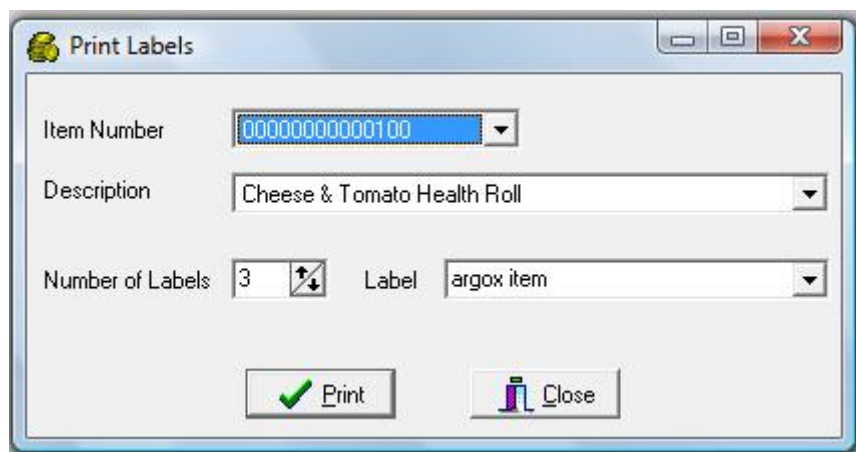 Print Labels
Item Number 00000000000100
Description Cheese & Tomato Health Roll
Number of Labels 3 Label argox item
Print Close